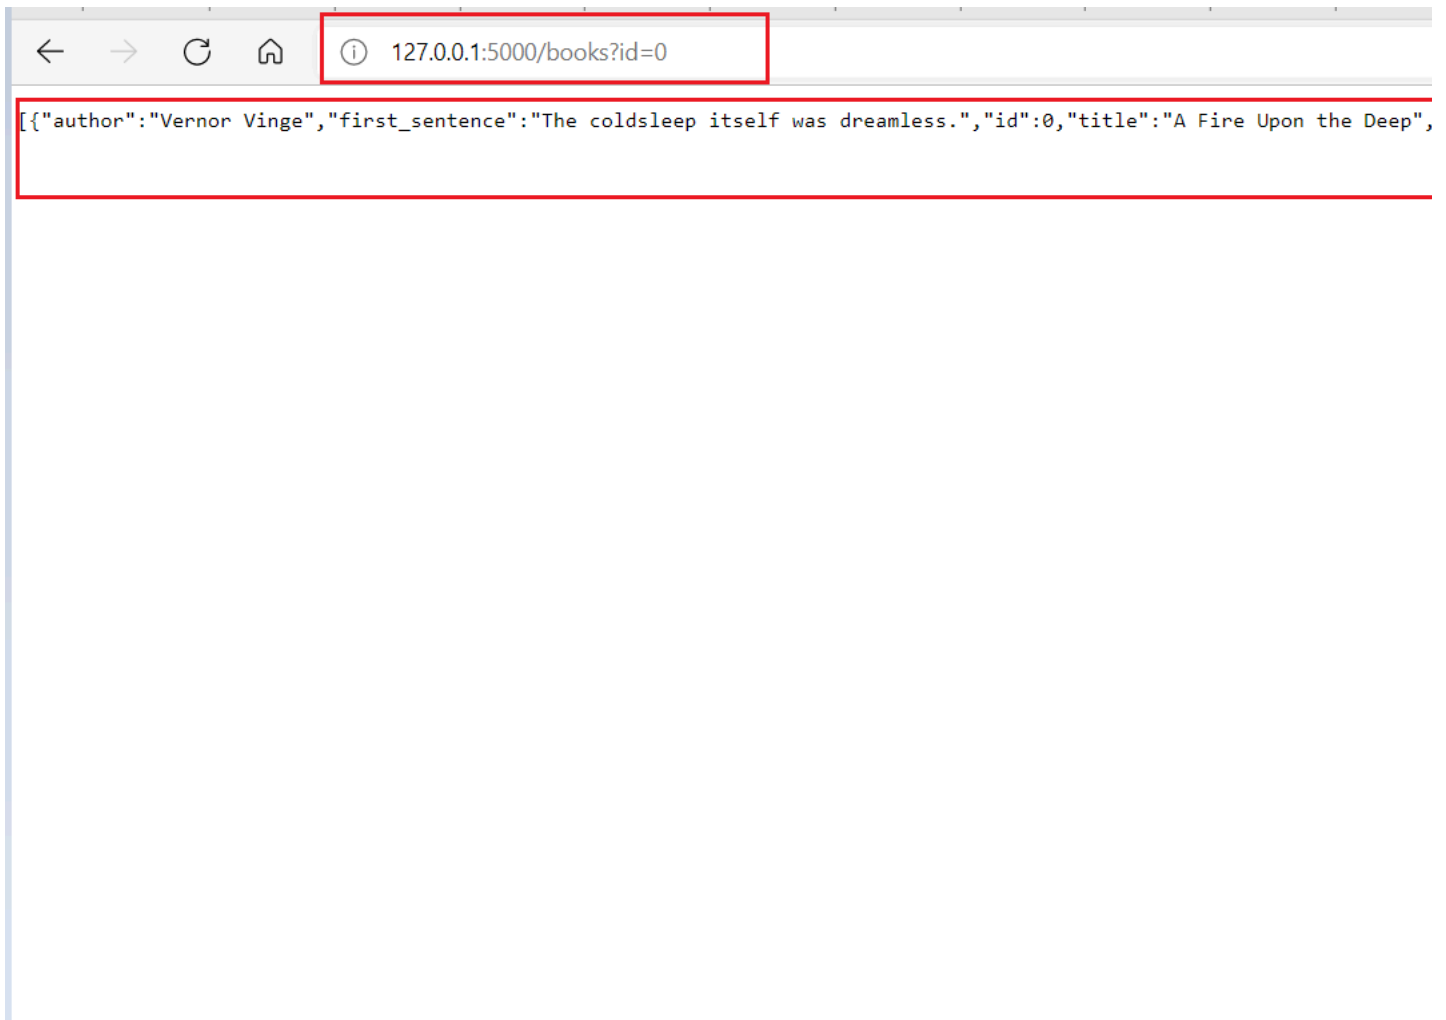 127.0.0.1:5000/books?id=0
[{"author":"Vernor Vinge","first_sentence":"The coldsleep itself was dreamless.","id":0,"title":"A Fire Upon the Deep",